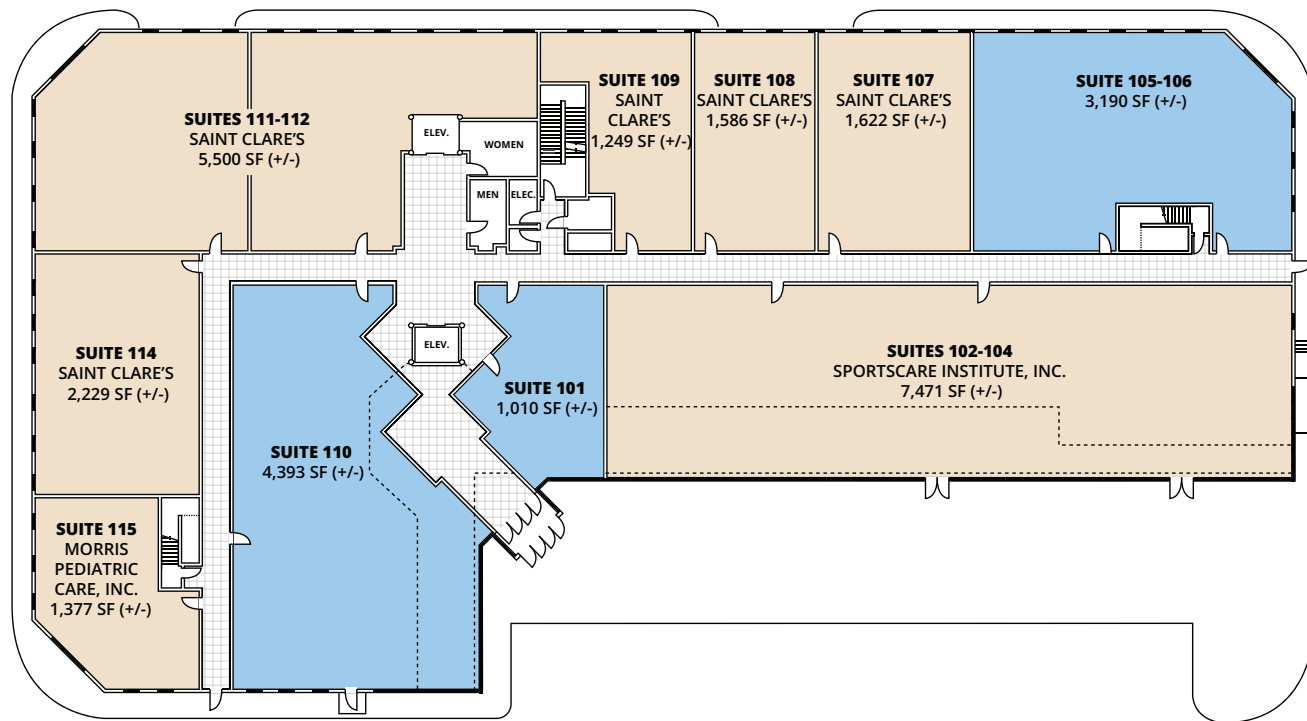 SUITES 111-112
SAINT CLARE'S
5,500 SF (+/-)
ELEV.
WOMEN
MEN
ELEC.
SUITE 109
SAINT
CLARE'S
1,249 SF (+/-)
SUITE 108
SAINT CLARE'S
1,586 SF (+/-)
SUITE 107
SAINT CLARE'S
1,622 SF (+/-)
SUITE 105-106
3,190 SF (+/-)
SUITE 114
SAINT CLARE'S
2,229 SF (+/-)
ELEV.
SUITE 101
1,010 SF (+/-)
SUITES 102-104
SPORTSCARE INSTITUTE, INC.
7,471 SF (+/-)
SUITE 110
4,393 SF (+/-)
SUITE 115
MORRIS
PEDIATRIC
CARE, INC.
1,377 SF (+/-)